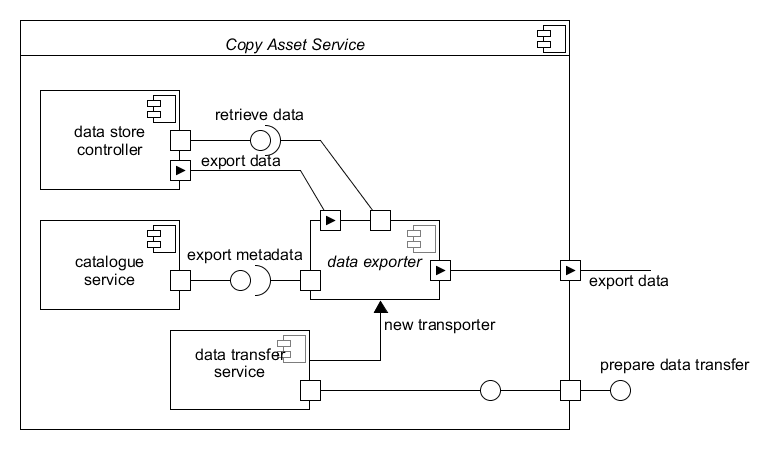 Copy Asset Service
data store
controller
retrieve data
export data
catalogue
service
export metadata
data exporter
export data
new transporter
data transfer
service
prepare data transfer